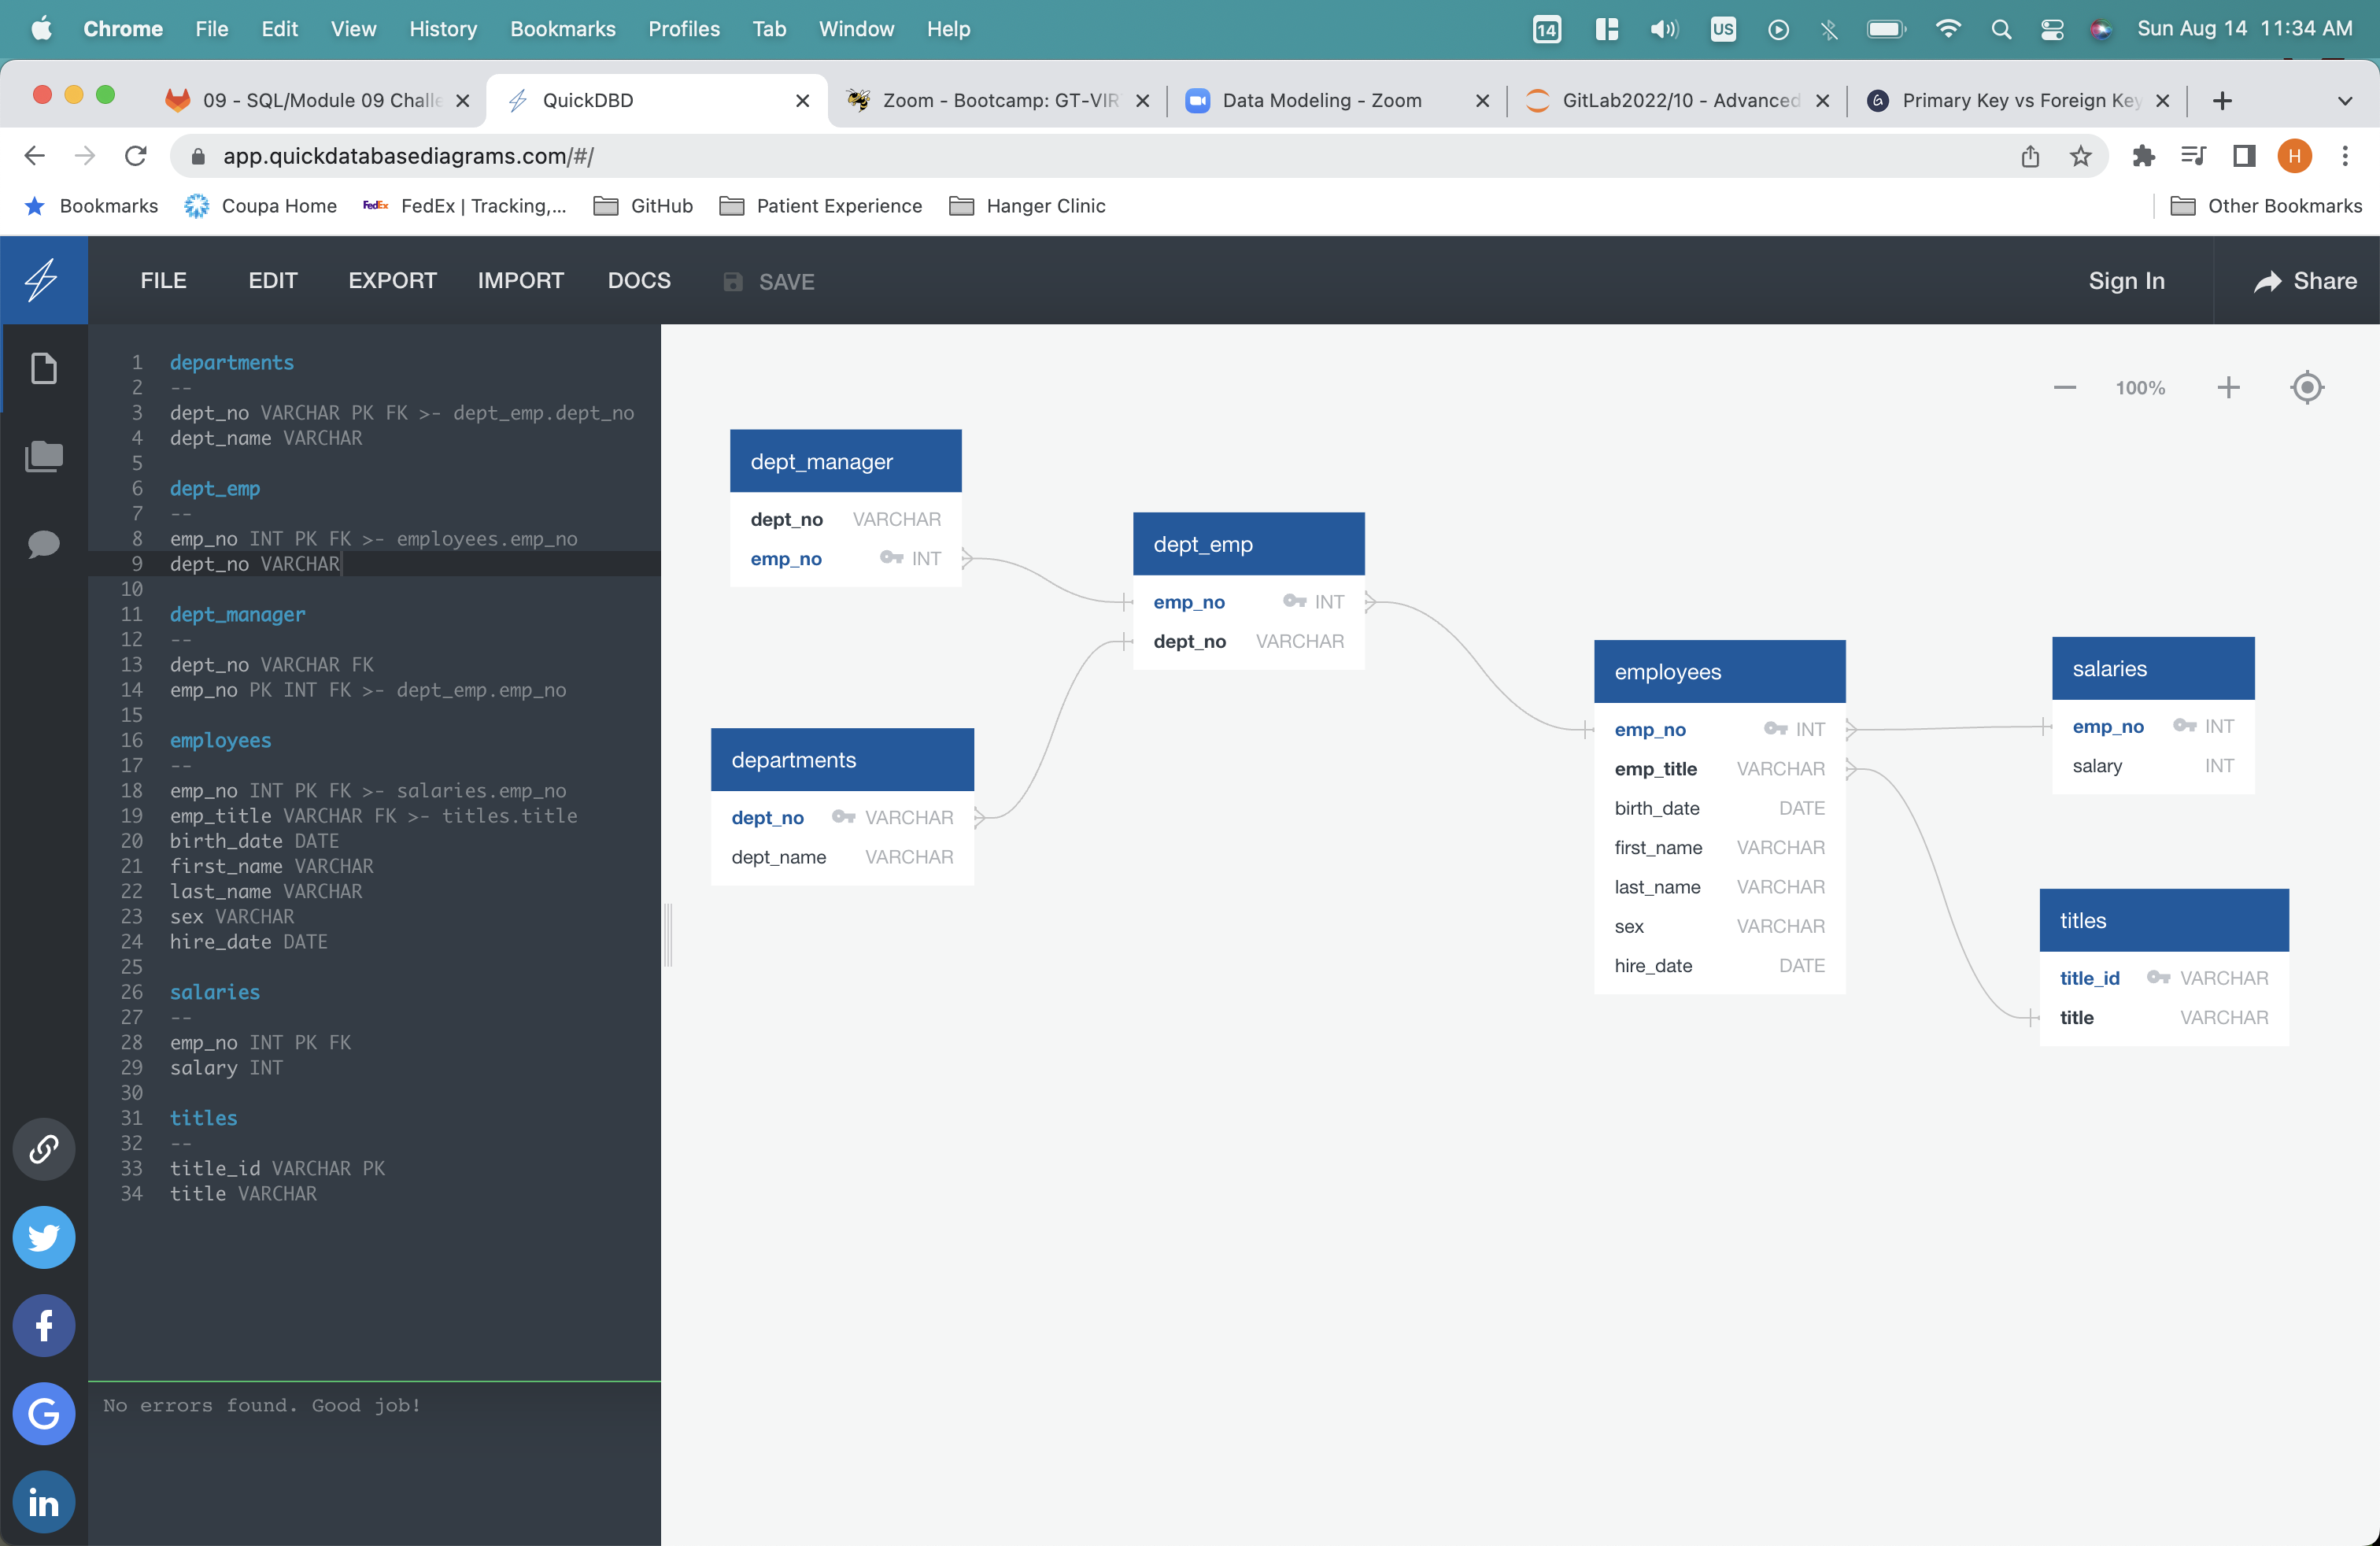 Chrome File Edit View History Bookmarks Profiles Tab Window Help 14 US Sun Aug 14 11:34 AM
09 - SQL/Module 09 Challe QuickDBD Zoom - Bootcamp: GT-VIR Data Modeling - Zoom GitLab2022/10 - Advanced Primary Key vs Foreign Key
app.quickdatabasediagrams.com/#/ H
Bookmarks Coupa Home FedEx FedEx | Tracking,... GitHub Patient Experience Hanger Clinic Other Bookmarks
FILE EDIT EXPORT IMPORT DOCS SAVE Sign In Share
1 departments
2 --
3 dept_no VARCHAR PK FK >- dept_emp.dept_no
4 dept_name VARCHAR
5
6 dept_emp
7 --
8 emp_no INT PK FK >- employees.emp_no
9 dept_no VARCHAR
10
11 dept_manager
12 --
13 dept_no VARCHAR FK
14 emp_no PK INT FK >- dept_emp.emp_no
15
16 employees
17 --
18 emp_no INT PK FK >- salaries.emp_no
19 emp_title VARCHAR FK >- titles.title
20 birth_date DATE
21 first_name VARCHAR
22 last_name VARCHAR
23 sex VARCHAR
24 hire_date DATE
25
26 salaries
27 --
28 emp_no INT PK FK
29 salary INT
30
31 titles
32 --
33 title_id VARCHAR PK
34 title VARCHAR
No errors found. Good job!
100%
dept_manager
dept_no VARCHAR
emp_no INT
dept_emp
emp_no INT
dept_no VARCHAR
departments
dept_no VARCHAR
dept_name VARCHAR
employees
emp_no INT
emp_title VARCHAR
birth_date DATE
first_name VARCHAR
last_name VARCHAR
sex VARCHAR
hire_date DATE
salaries
emp_no INT
salary INT
titles
title_id VARCHAR
title VARCHAR